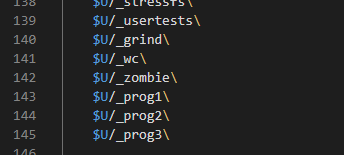 138 $U/_stressfs\
139 $U/_usertests\
140 $U/_grind\
141 $U/_wc\
142 $U/_zombie\
143 $U/_prog1\
144 $U/_prog2\
145 $U/_prog3\
146